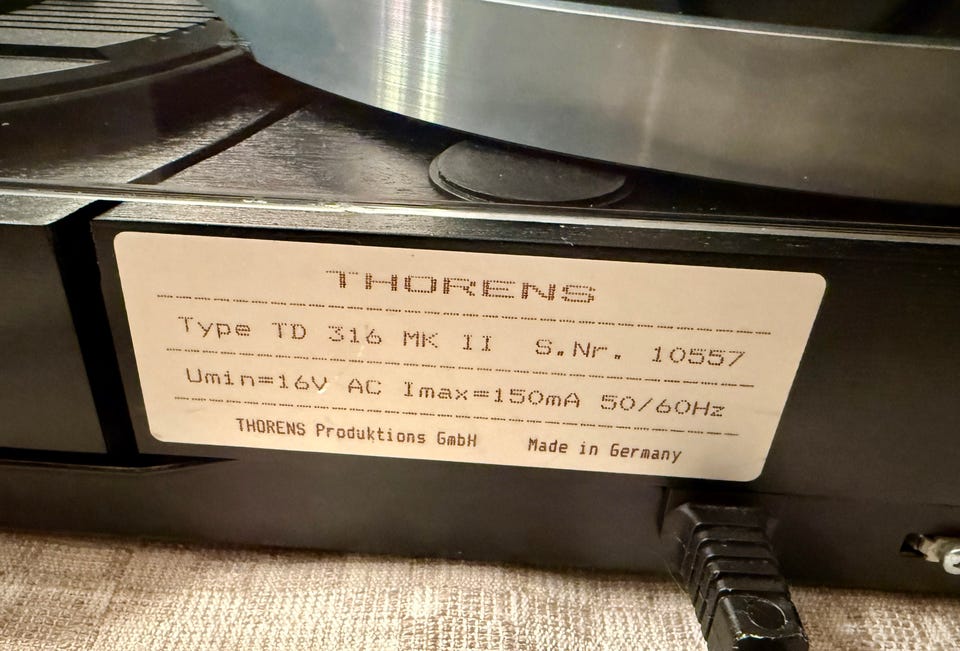 THORENS
Type TD 316 MK II S.Nr. 10557
Umin=16V AC Imax=150mA 50/60Hz
THORENS Produktions GmbH Made in Germany